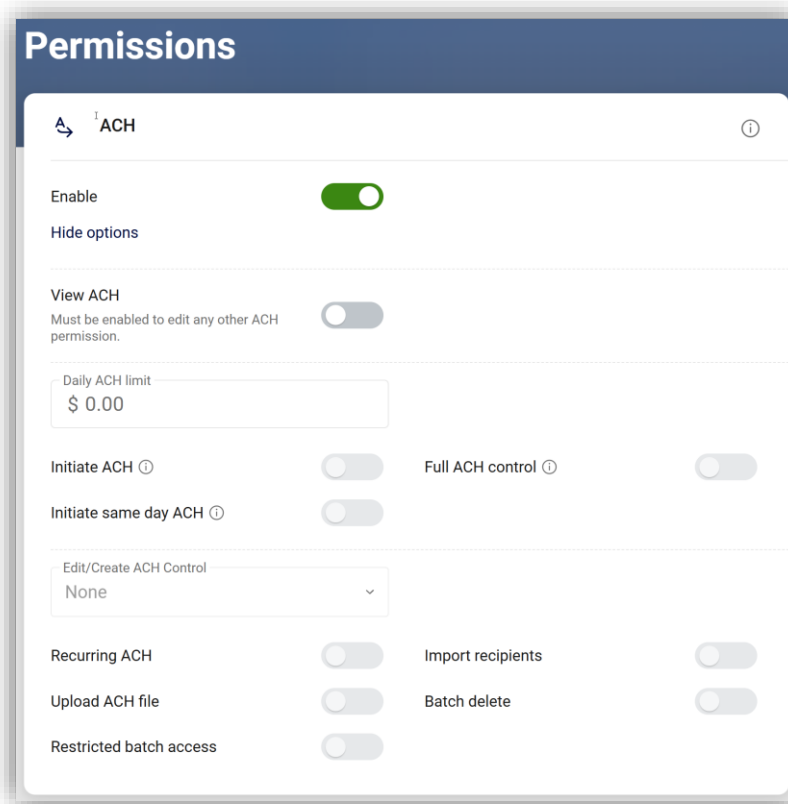 Permissions
ACH
Enable
Hide options
View ACH
Must be enabled to edit any other ACH
permission.
Daily ACH limit
$ 0.00
Initiate ACH
Full ACH control
Initiate same day ACH
Edit/Create ACH Control
None
Recurring ACH
Import recipients
Upload ACH file
Batch delete
Restricted batch access